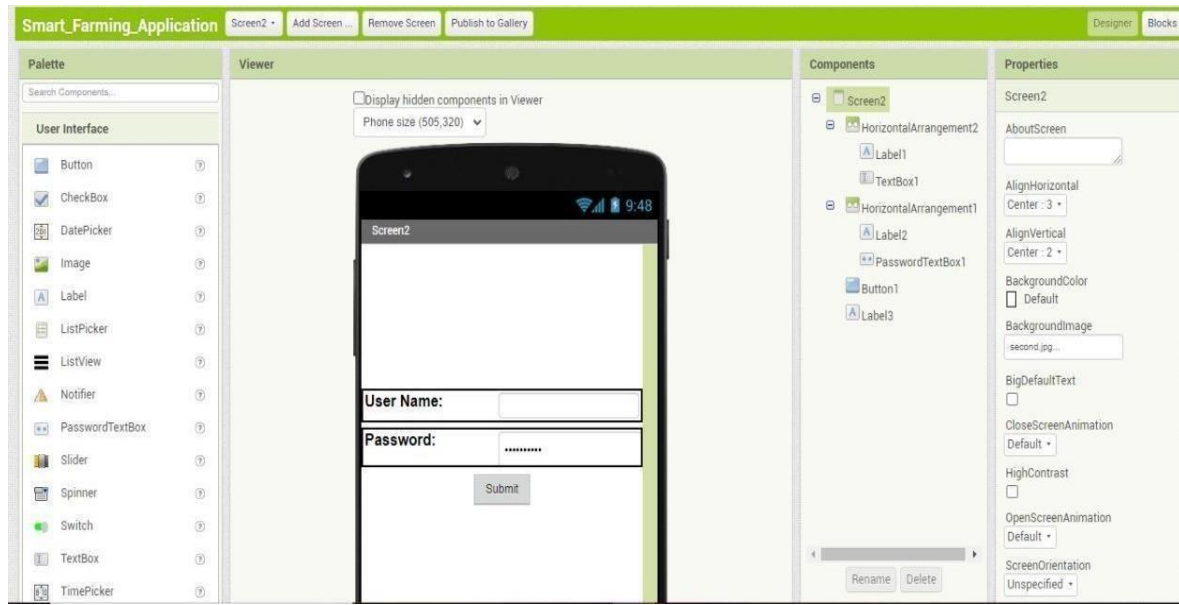 Smart_Farming_Application Screen2 Add Screen ... Remove Screen Publish to Gallery Designer Blocks
Palette
Search Components...
User Interface
Button
CheckBox
DatePicker
Image
Label
ListPicker
ListView
Notifier
PasswordTextBox
Slider
Spinner
Switch
TextBox
TimePicker
Viewer
Display hidden components in Viewer
Phone size (505,320)
9:48
Screen2
User Name:
Password:
Submit
Components
Screen2
HorizontalArrangement2
Label1
TextBox1
HorizontalArrangement1
Label2
PasswordTextBox1
Button1
Label3
Rename Delete
Properties
Screen2
AboutScreen
AlignHorizontal
Center : 3
AlignVertical
Center : 2
BackgroundColor
Default
BackgroundImage
second.jpg...
BigDefaultText
CloseScreenAnimation
Default
HighContrast
OpenScreenAnimation
Default
ScreenOrientation
Unspecified